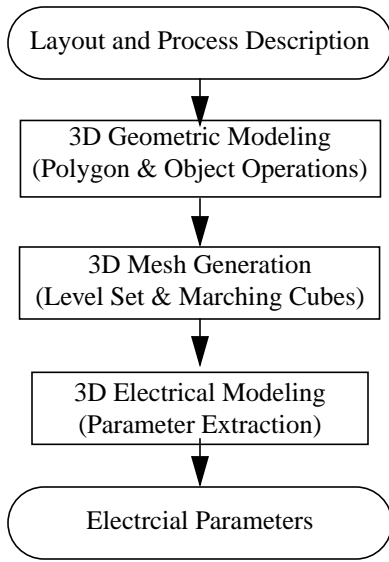 Layout and Process Description
3D Geometric Modeling
(Polygon & Object Operations)
3D Mesh Generation
(Level Set & Marching Cubes)
3D Electrical Modeling
(Parameter Extraction)
Electrcial Parameters